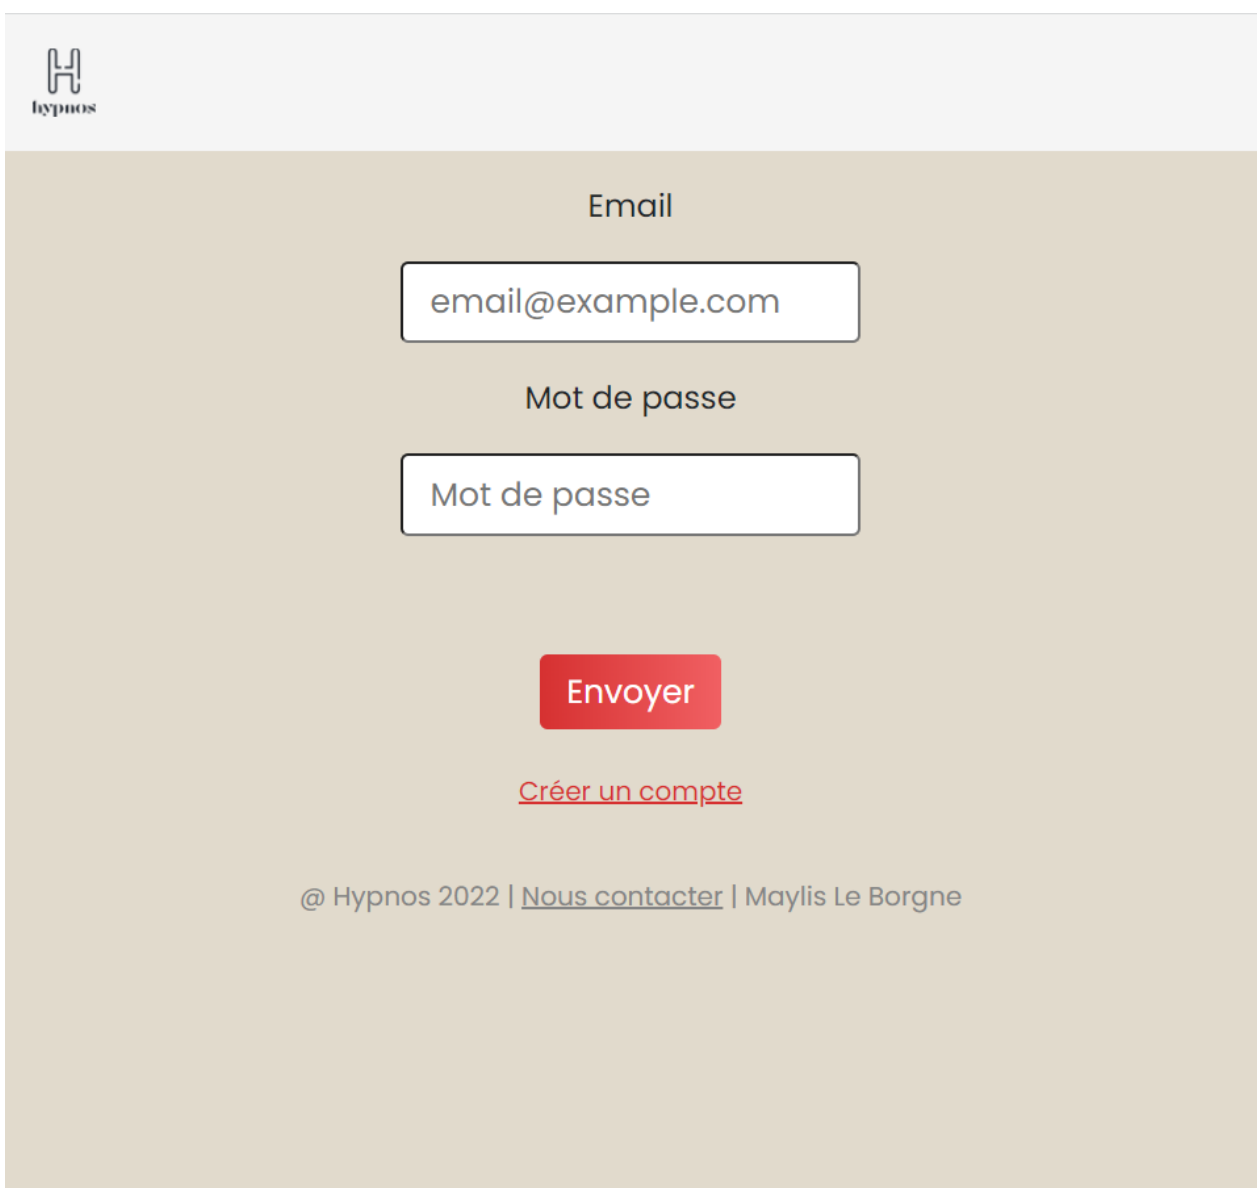 hypnos
Email
email@example.com
Mot de passe
Mot de passe
Envoyer
Créer un compte
@ Hypnos 2022 | Nous contacter | Maylis Le Borgne